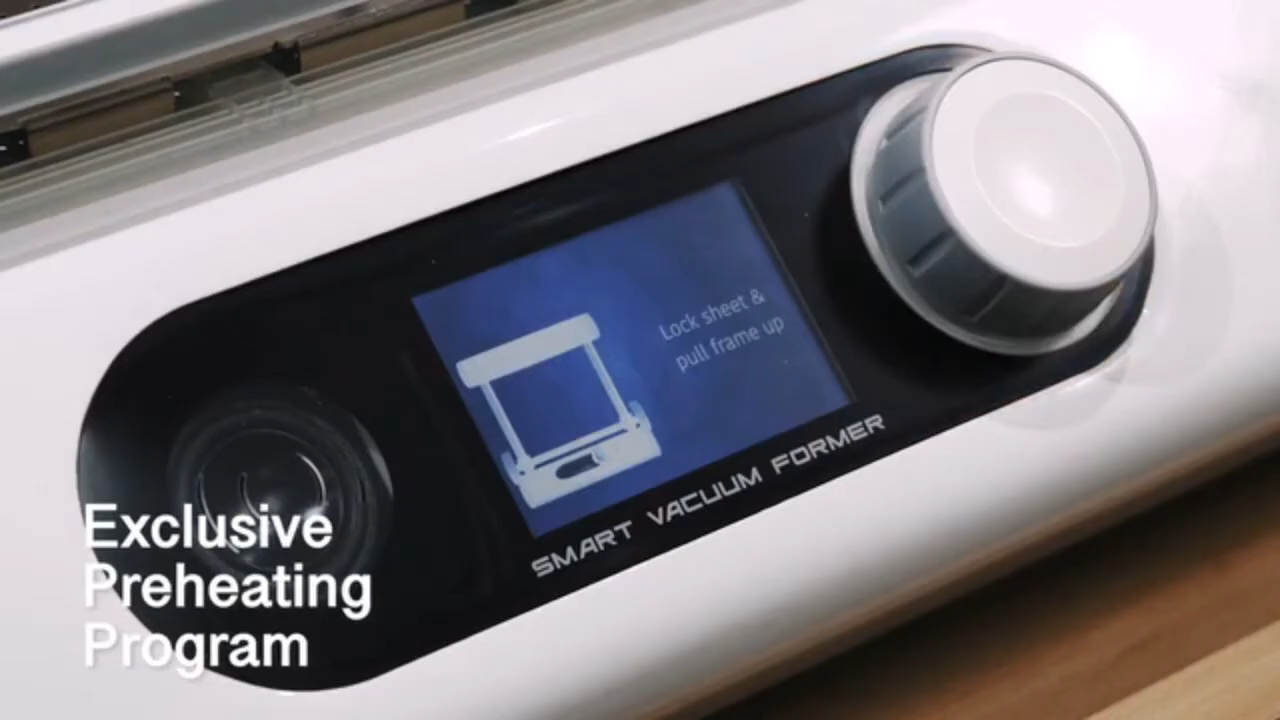 Lock sheet &
pull frame up
SMART VACUUM FORMER
Exclusive
Preheating
Program